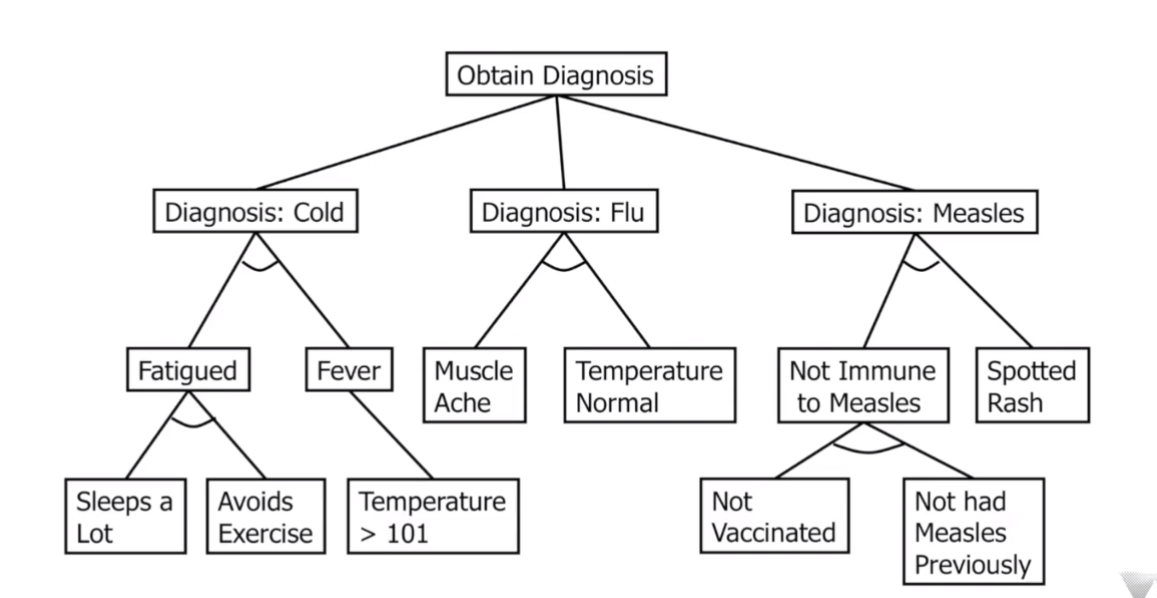 Obtain Diagnosis
Diagnosis: Cold
Diagnosis: Flu
Diagnosis: Measles
Fatigued
Fever
Muscle
Ache
Temperature
Normal
Not Immune
to Measles
Spotted
Rash
Sleeps a
Lot
Avoids
Exercise
Temperature
> 101
Not
Vaccinated
Not had
Measles
Previously